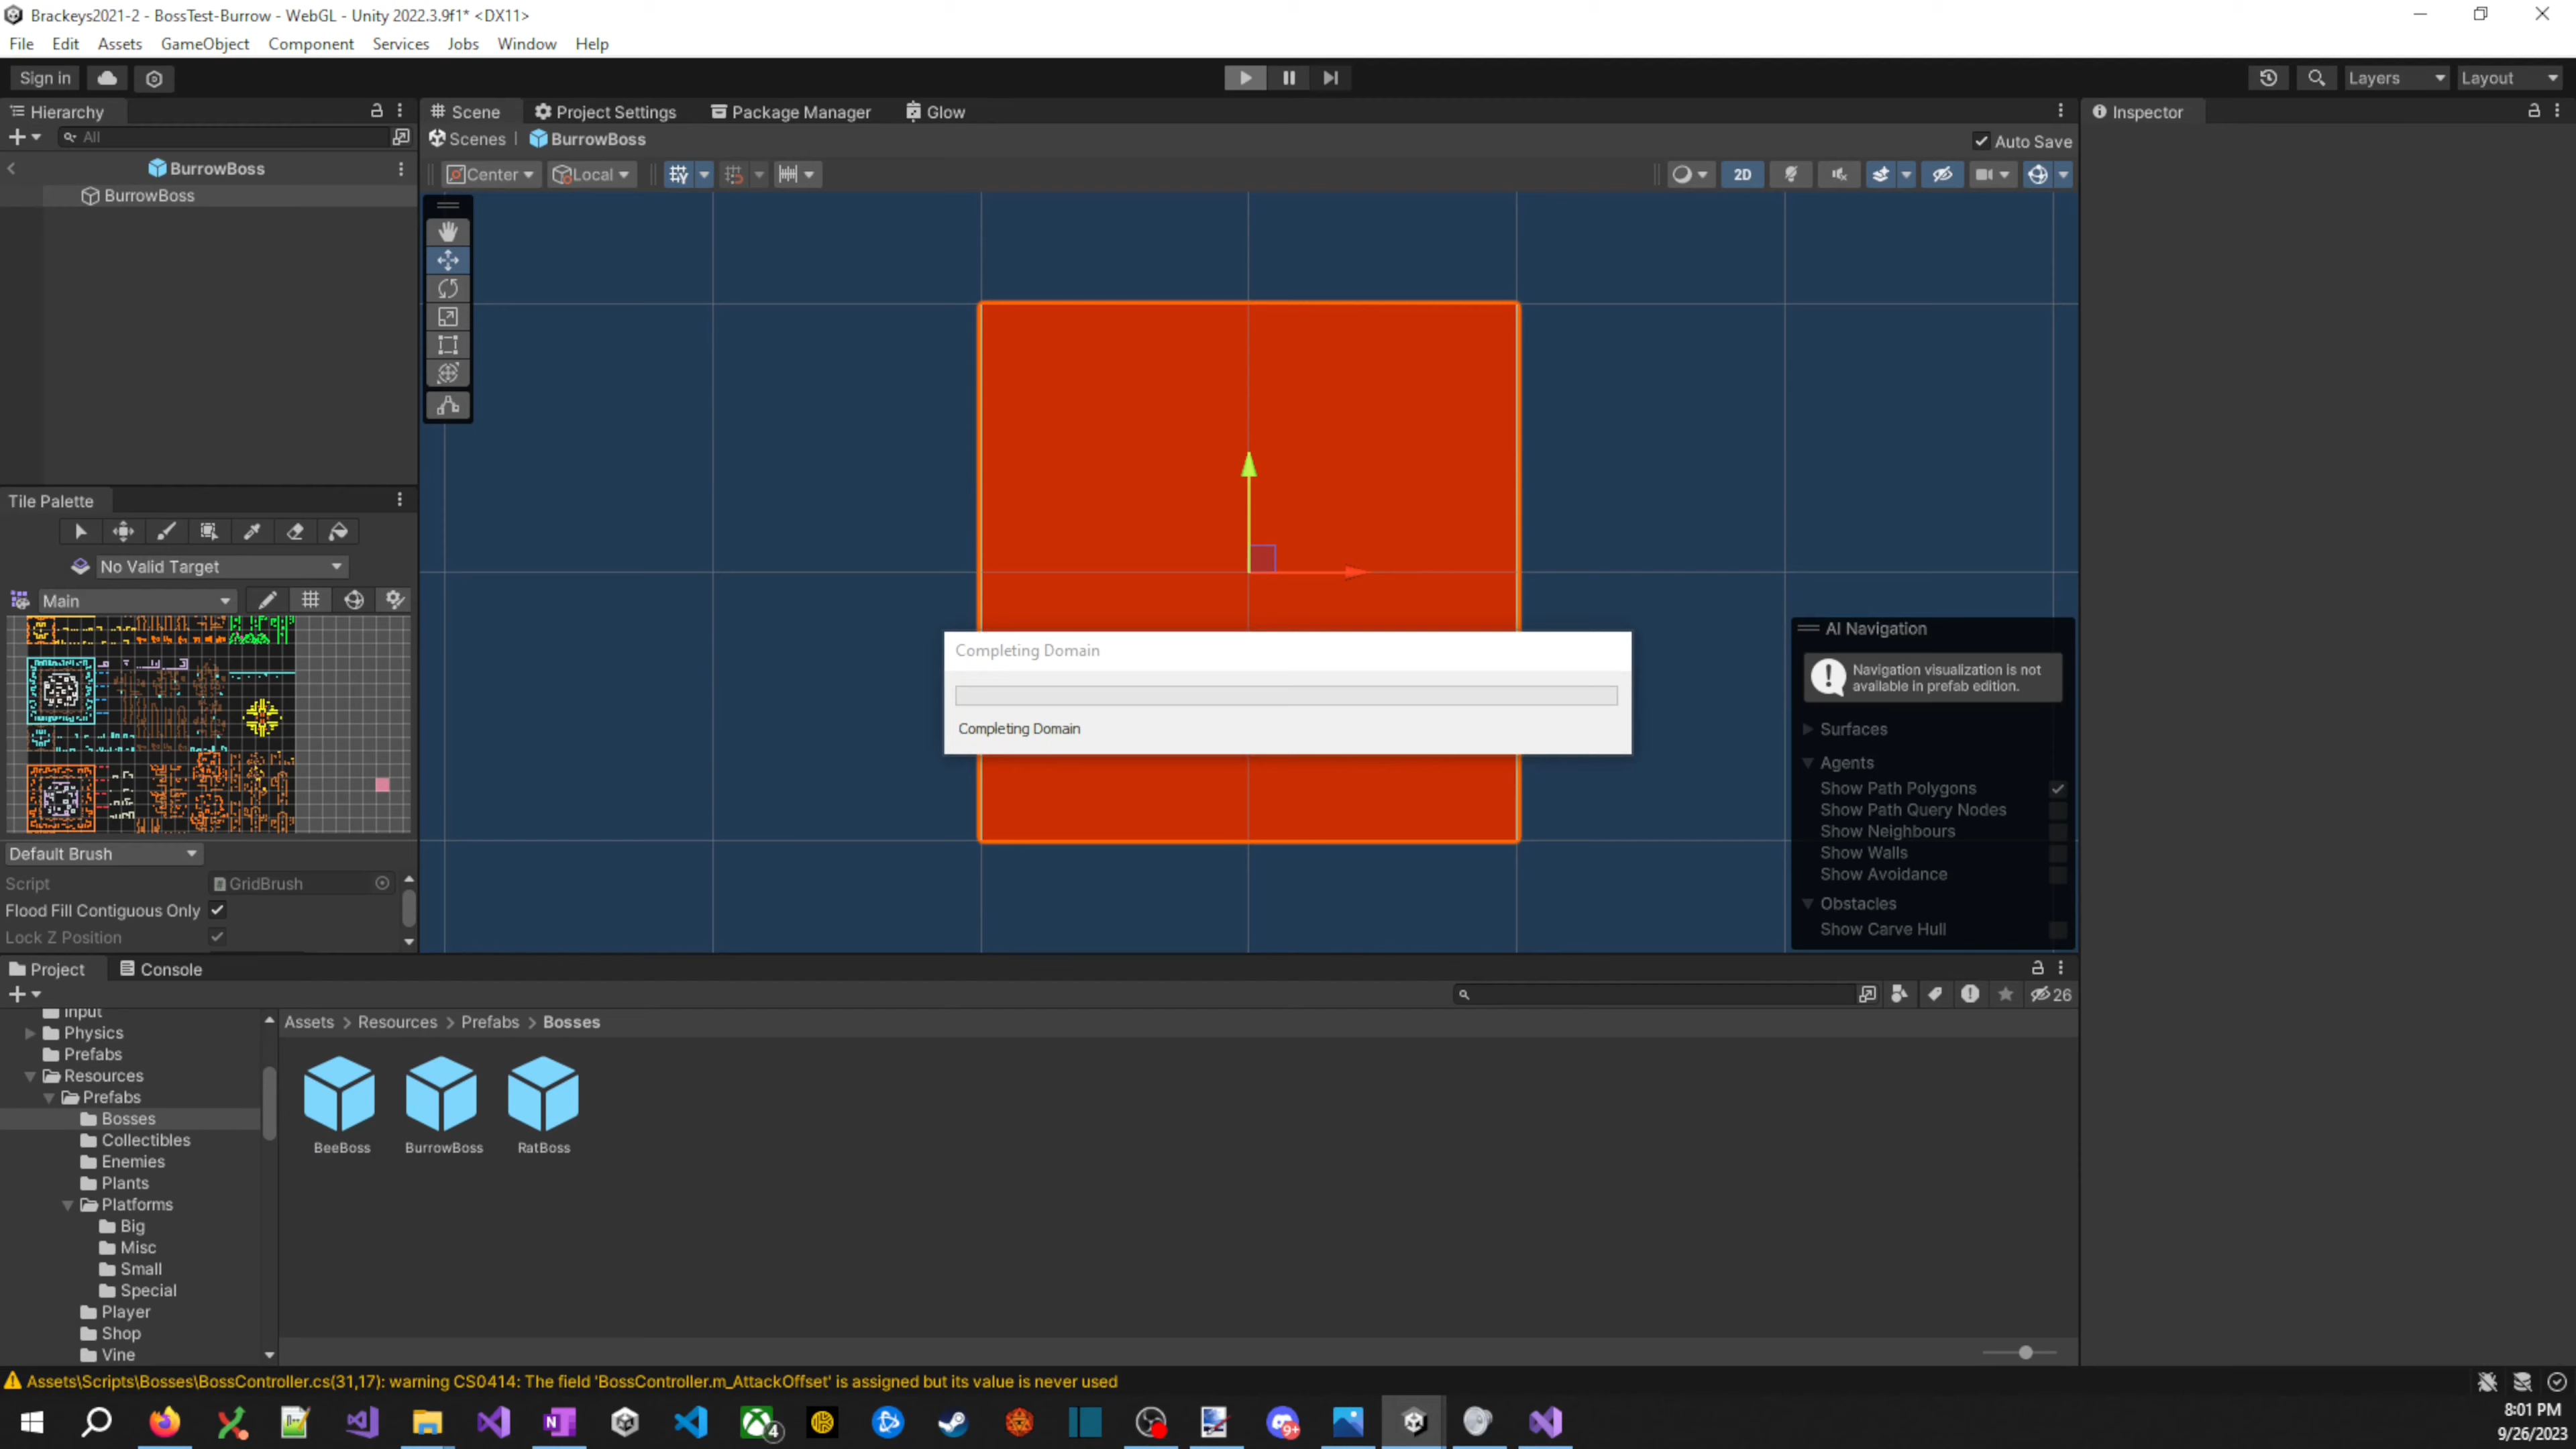 Brackeys2021-2 - BossTest-Burrow - WebGL - Unity 2022.3.9f1* <DX11>
File Edit Assets GameObject Component Services Jobs Window Help
Sign in
Layers
Layout
Hierarchy
All
BurrowBoss
BurrowBoss
Scene
Project Settings
Package Manager
Glow
Scenes
BurrowBoss
Auto Save
Center
Local
2D
Inspector
Tile Palette
No Valid Target
Main
Default Brush
Script
GridBrush
Flood Fill Contiguous Only
Lock Z Position
Completing Domain
Completing Domain
AI Navigation
Navigation visualization is not
available in prefab edition.
Surfaces
Agents
Show Path Polygons
Show Path Query Nodes
Show Neighbours
Show Walls
Show Avoidance
Obstacles
Show Carve Hull
Project
Console
26
Input
Physics
Prefabs
Resources
Prefabs
Bosses
Collectibles
Enemies
Plants
Platforms
Big
Misc
Small
Special
Player
Shop
Vine
Assets > Resources > Prefabs > Bosses
BeeBoss
BurrowBoss
RatBoss
Assets\Scripts\Bosses\BossController.cs(31,17): warning CS0414: The field 'BossController.m_AttackOffset' is assigned but its value is never used
4
9+
8:01 PM
9/26/2023